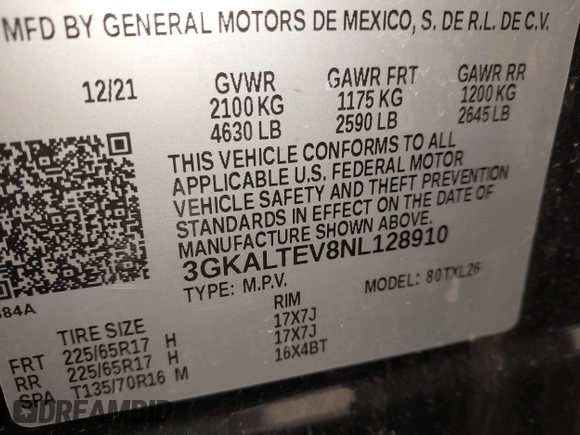 MFD BY GENERAL MOTORS DE MEXICO, S. DE R.L. DE C.V.
12/21 GVWR GAWR FRT GAWR RR
2100 KG 1175 KG 1200 KG
4630 LB 2590 LB 2645 LB
THIS VEHICLE CONFORMS TO ALL
APPLICABLE U.S. FEDERAL MOTOR
VEHICLE SAFETY AND THEFT PREVENTION
STANDARDS IN EFFECT ON THE DATE OF
MANUFACTURE SHOWN ABOVE.
3GKALTEV8NL128910
TYPE: M.P.V. MODEL: 80TXL26
84A
TIRE SIZE RIM
FRT 225/65R17 H 17X7J
RR 225/65R17 H 17X7J
SPA T135/70R16 M 16X4BT
DREAMBID